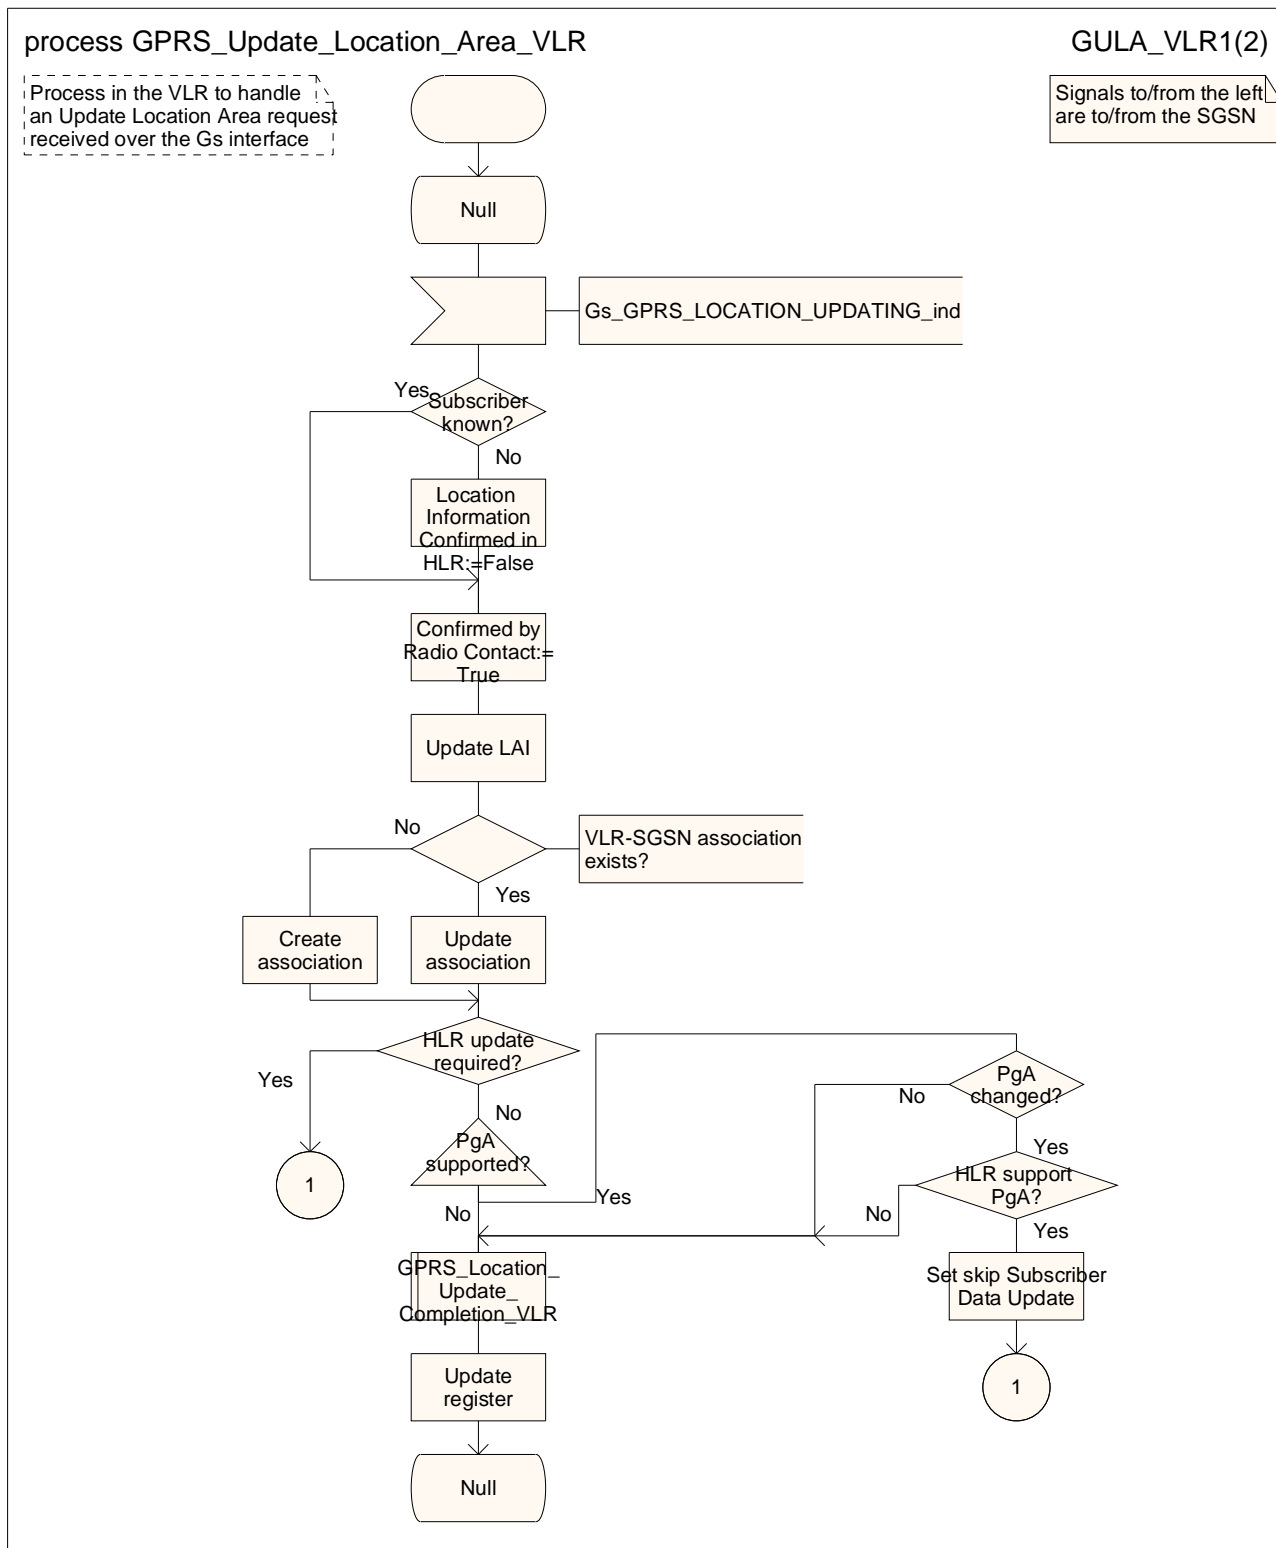 process GPRS_Update_Location_Area_VLR
GULA_VLR1(2)
Process in the VLR to handle
an Update Location Area request
received over the Gs interface
Signals to/from the left
are to/from the SGSN
Null
Gs_GPRS_LOCATION_UPDATING_ind
Yes
Subscriber
known?
No
Location
Information
Confirmed in
HLR:=False
Confirmed by
Radio Contact:=
True
Update LAI
No
VLR-SGSN association
exists?
Yes
Create
association
Update
association
HLR update
required?
Yes
No
PgA
changed?
No
Yes
PgA
supported?
1
HLR support
PgA?
Yes
No
No
Yes
GPRS_Location_
Update_
Completion_VLR
Set skip Subscriber
Data Update
Update
register
1
Null